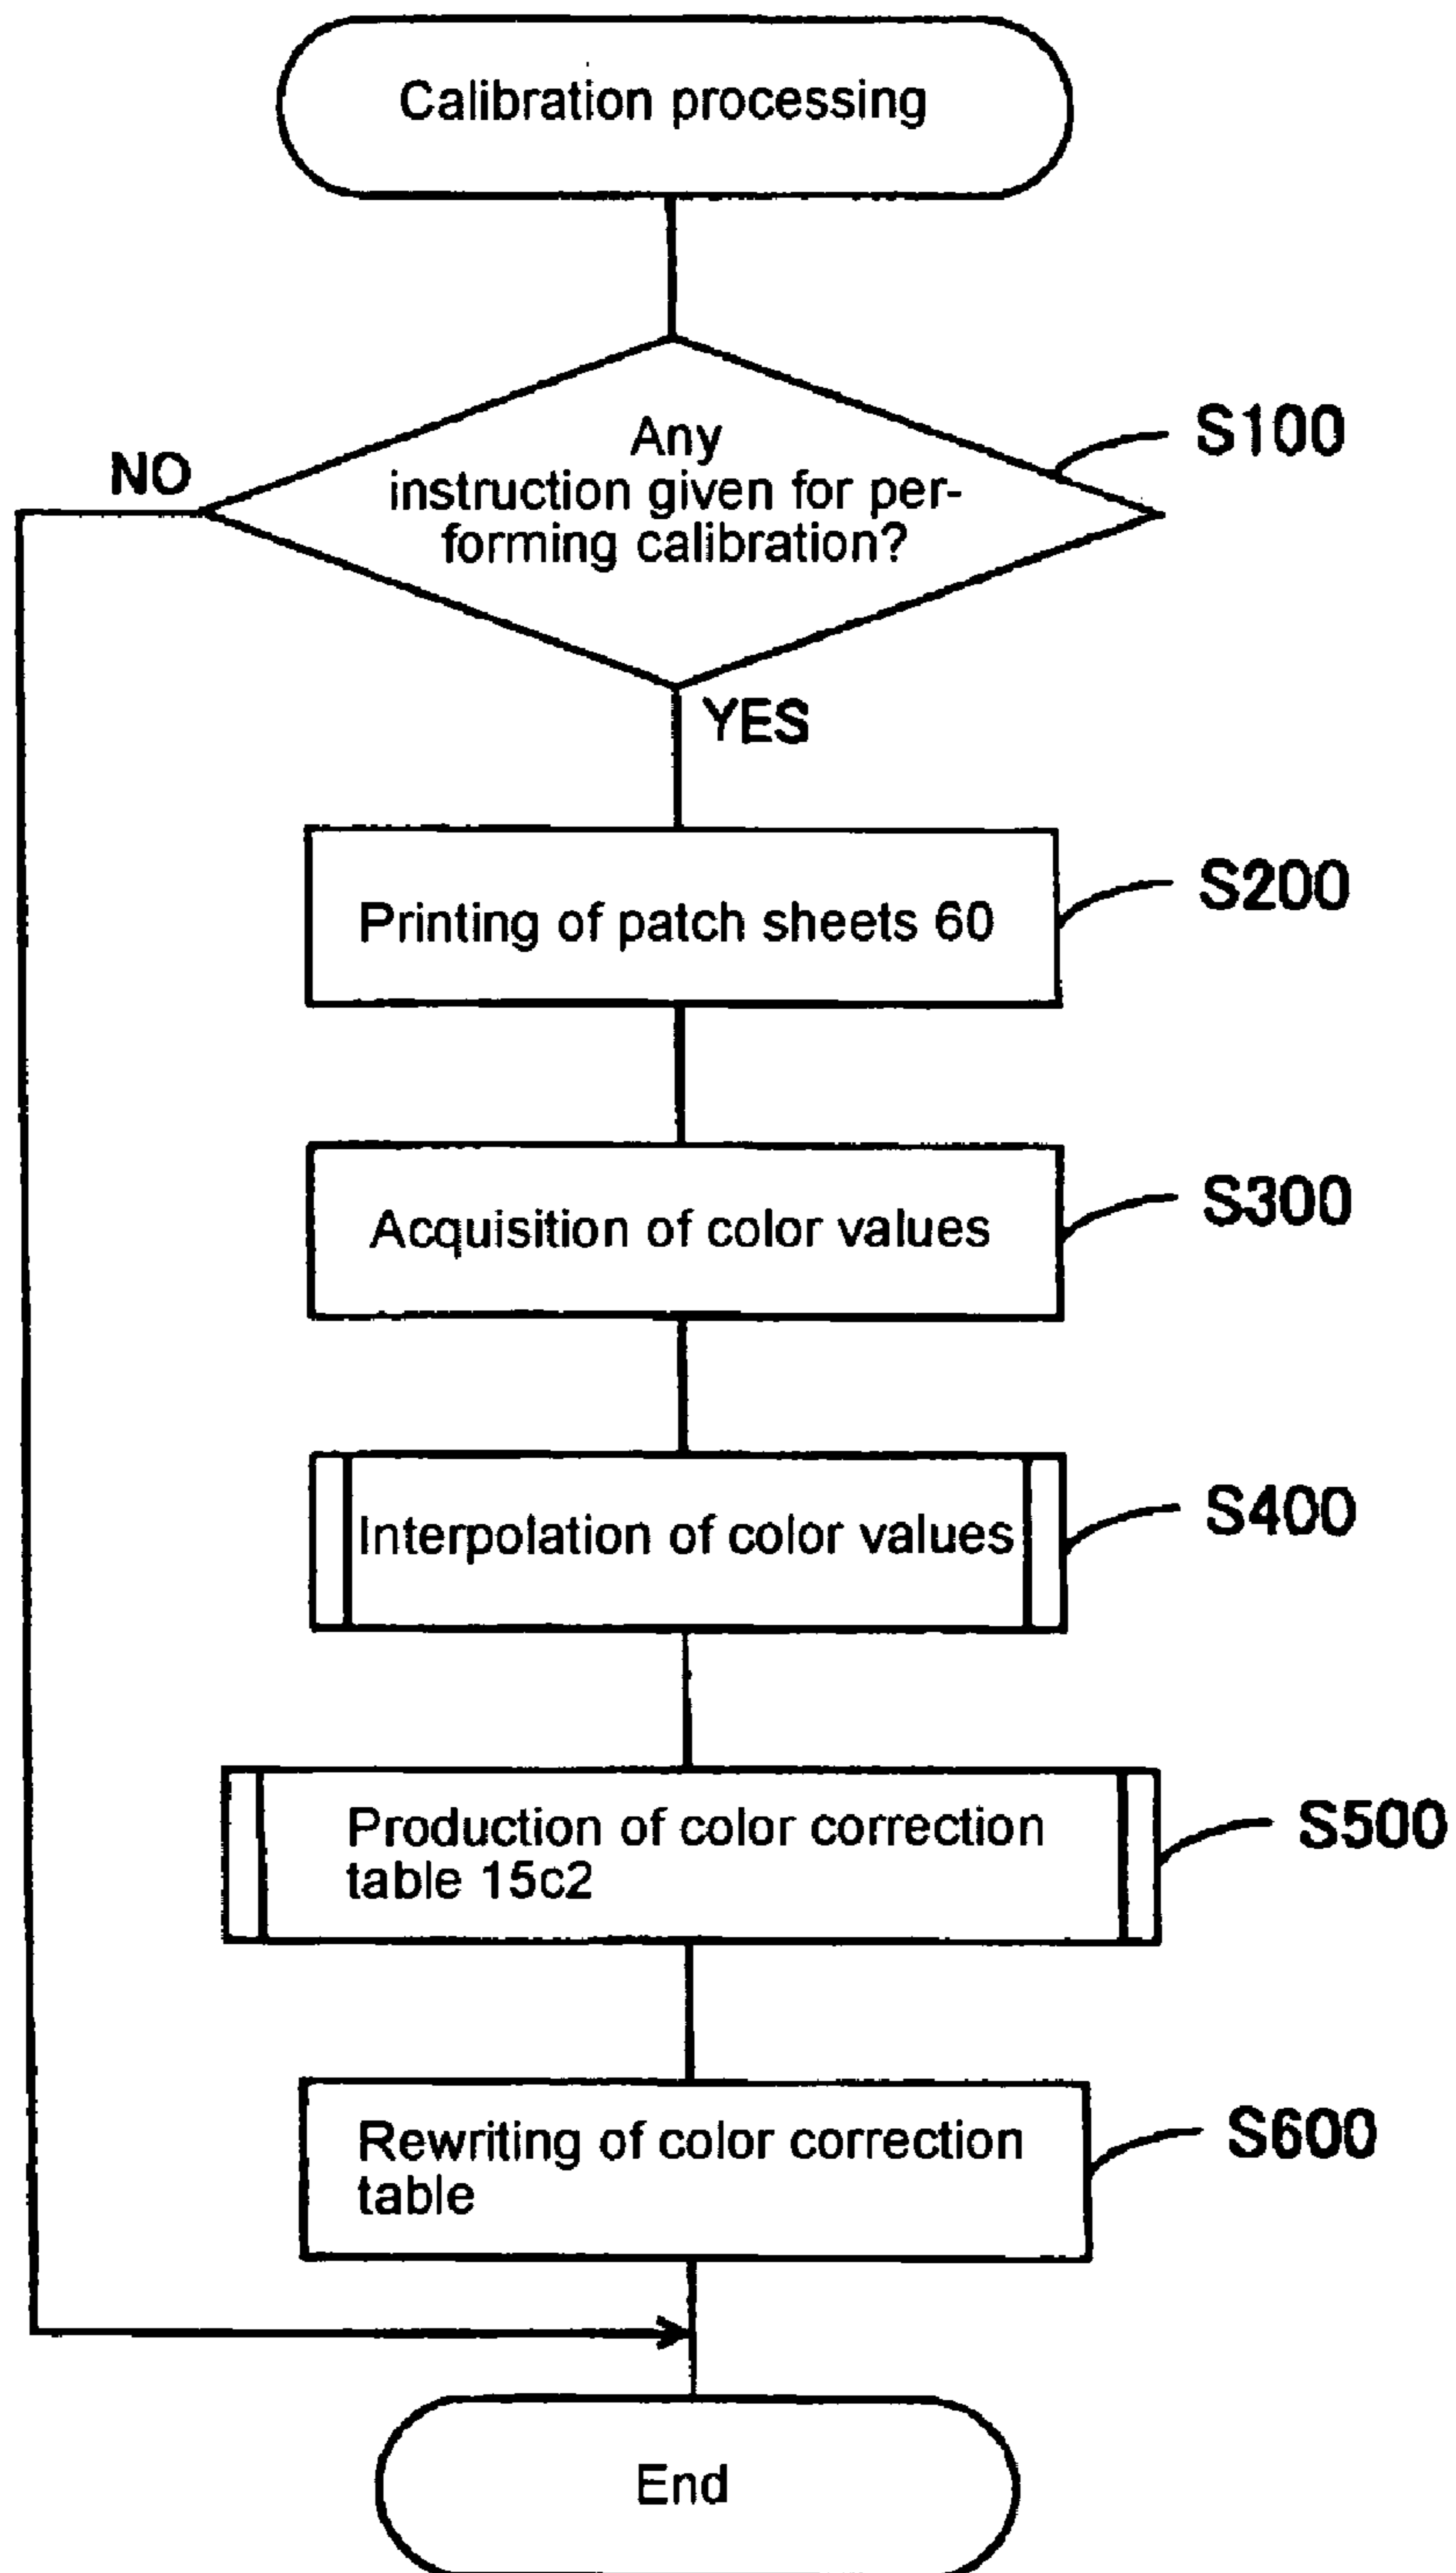 Calibration processing
Any
instruction given for per-
forming calibration?
S100
NO
YES
Printing of patch sheets 60
S200
Acquisition of color values
S300
Interpolation of color values
S400
Production of color correction
table 15c2
S500
Rewriting of color correction
table
S600
End